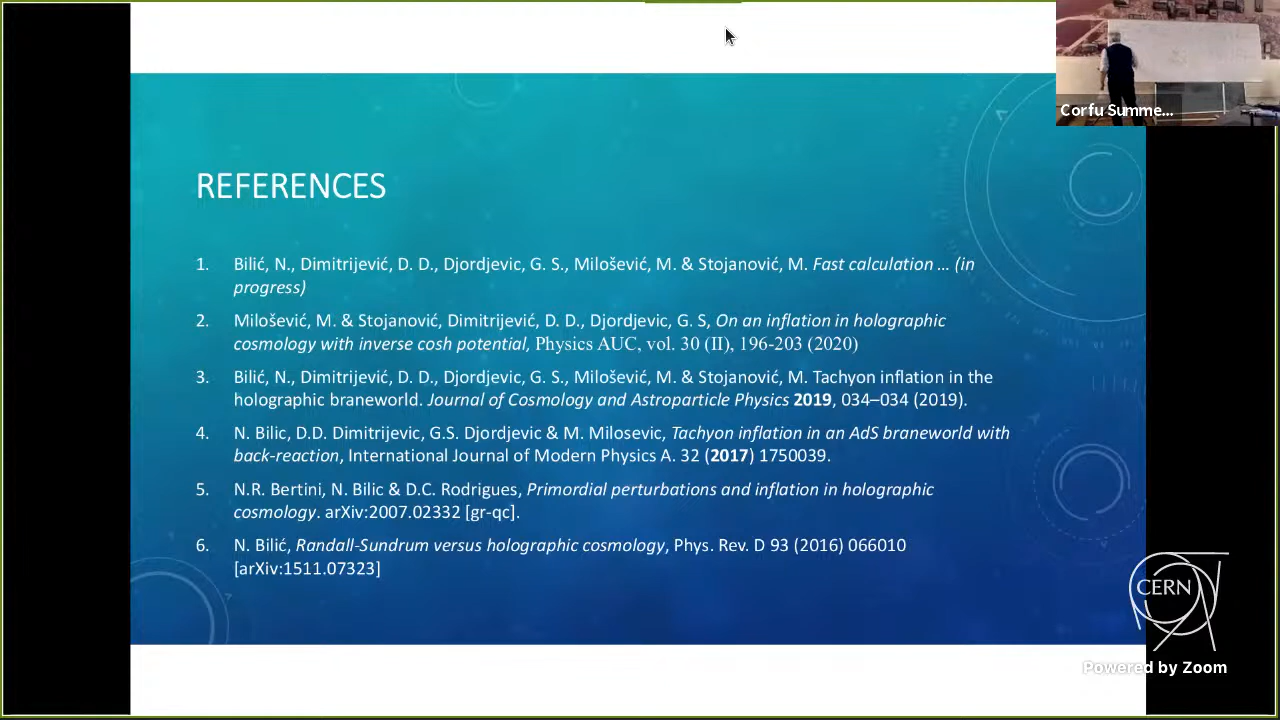 Corfu Summe...
REFERENCES
1. Bilić, N., Dimitrijević, D. D., Djordjevic, G. S., Milošević, M. & Stojanović, M. Fast calculation ... (in
progress)
2. Milošević, M. & Stojanović, Dimitrijević, D. D., Djordjevic, G. S, On an inflation in holographic
cosmology with inverse cosh potential, Physics AUC, vol. 30 (II), 196-203 (2020)
3. Bilić, N., Dimitrijević, D. D., Djordjevic, G. S., Milošević, M. & Stojanović, M. Tachyon inflation in the
holographic braneworld. Journal of Cosmology and Astroparticle Physics 2019, 034–034 (2019).
4. N. Bilic, D.D. Dimitrijevic, G.S. Djordjevic & M. Milosevic, Tachyon inflation in an AdS braneworld with
back-reaction, International Journal of Modern Physics A. 32 (2017) 1750039.
5. N.R. Bertini, N. Bilic & D.C. Rodrigues, Primordial perturbations and inflation in holographic
cosmology. arXiv:2007.02332 [gr-qc].
6. N. Bilić, Randall-Sundrum versus holographic cosmology, Phys. Rev. D 93 (2016) 066010
[arXiv:1511.07323]
CERN
Powered by Zoom